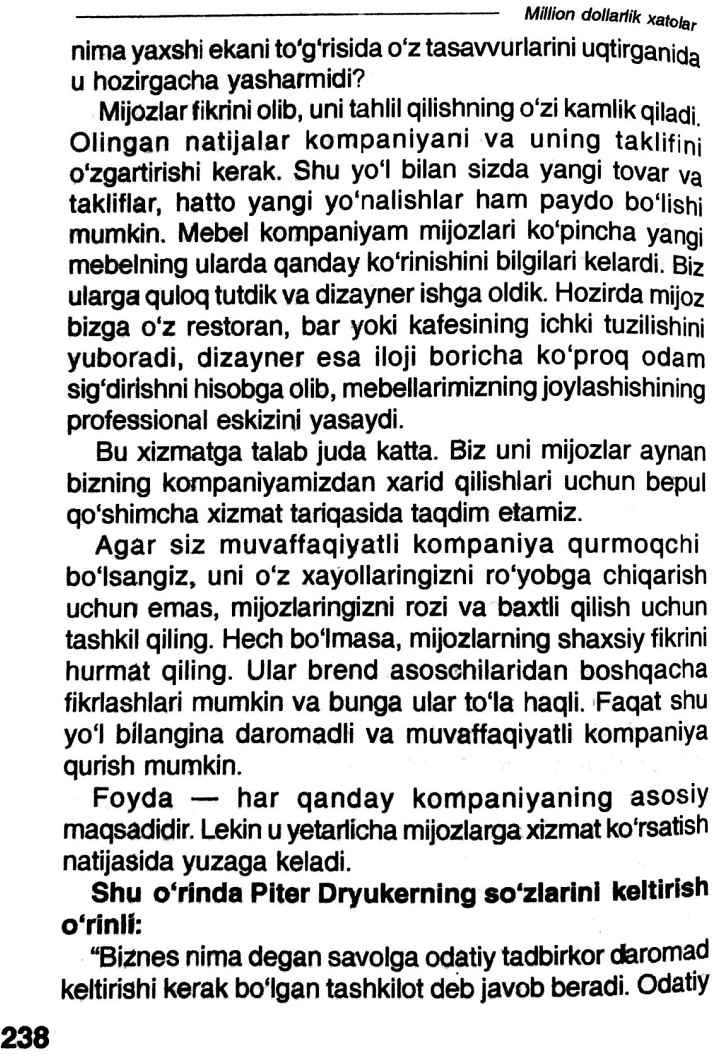 Million dollarlik xatolar
nima yaxshi ekani to‘g‘risida o‘z tasavvurlarini uqtirganida
u hozirgacha yasharmidi?
Mijozlar fikrini olib, uni tahlil qilishning o‘zi kamlik qiladi.
Olingan natijalar kompaniyani va uning taklifini
o‘zgartirishi kerak. Shu yo‘l bilan sizda yangi tovar va
takliflar, hatto yangi yo‘nalishlar ham paydo bo‘lishi
mumkin. Mebel kompaniyam mijozlari ko‘pincha yangi
mebelning ularda qanday ko‘rinishini bilgilari kelardi. Biz
ularga quloq tutdik va dizayner ishga oldik. Hozirda mijoz
bizga o‘z restoran, bar yoki kafesining ichki tuzilishini
yuboradi, dizayner esa iloji boricha ko‘proq odam
sig‘dirishni hisobga olib, mebellarimizning joylashishining
professional eskizini yasaydi.
Bu xizmatga talab juda katta. Biz uni mijozlar aynan
bizning kompaniyamizdan xarid qilishlari uchun bepul
qo‘shimcha xizmat tariqasida taqdim etamiz.
Agar siz muvaffaqiyatli kompaniya qurmoqchi
bo‘lsangiz, uni o‘z xayollaringizni ro‘yobga chiqarish
uchun emas, mijozlaringizni rozi va baxtli qilish uchun
tashkil qiling. Hech bo‘lmasa, mijozlarning shaxsiy fikrini
hurmat qiling. Ular brend asoschilaridan boshqacha
fikrlashlari mumkin va bunga ular to‘la haqli. Faqat shu
yo‘l bilangina daromadli va muvaffaqiyatli kompaniya
qurish mumkin.
Foyda — har qanday kompaniyaning asosiy
maqsadidir. Lekin u yetarlicha mijozlarga xizmat ko‘rsatish
natijasida yuzaga keladi.
Shu o‘rinda Piter Dryukerning so‘zlarini keltirish
o‘rinli:
“Biznes nima degan savolga odatiy tadbirkor daromad
keltirishi kerak bo‘lgan tashkilot deb javob beradi. Odatiy
238